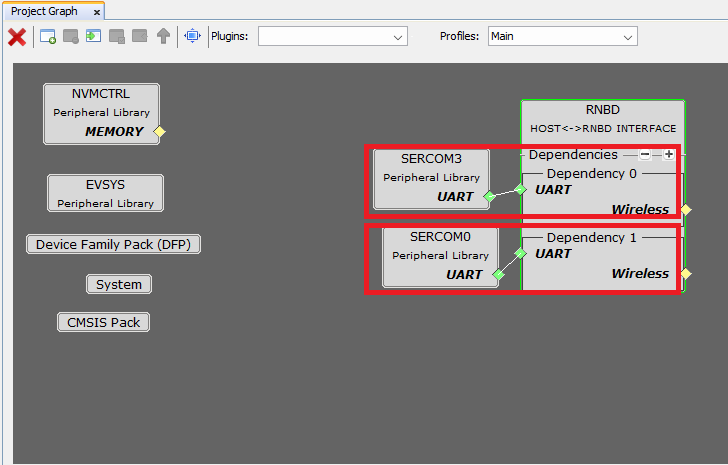 Project Graph
Plugins:
Profiles: Main
NVMCTRL
Peripheral Library
MEMORY
EVSYS
Peripheral Library
Device Family Pack (DFP)
System
CMSIS Pack
RNBD
HOST<->RNBD INTERFACE
Dependencies
SERCOM3
Peripheral Library
UART
Dependency 0
UART
Wireless
SERCOM0
Peripheral Library
UART
Dependency 1
UART
Wireless